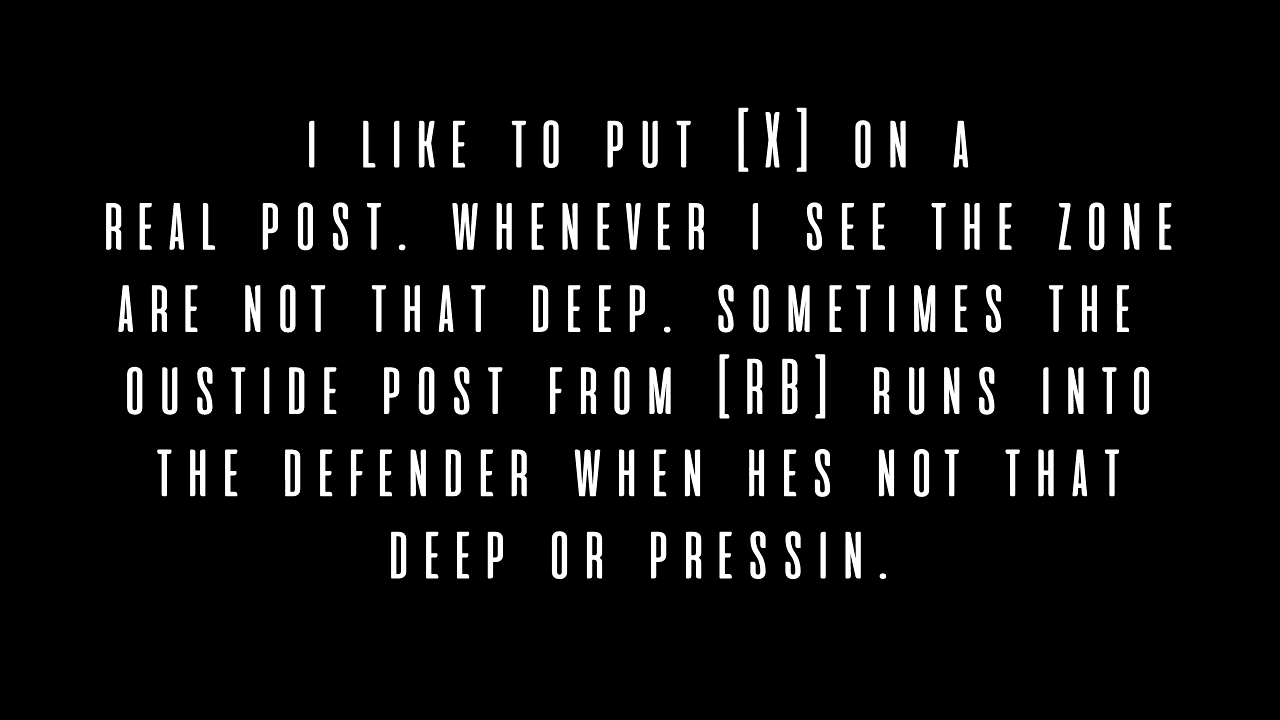 I LIKE TO PUT [X] ON A
REAL POST. WHENEVER I SEE THE ZONE
ARE NOT THAT DEEP. SOMETIMES THE
OUSTIDE POST FROM [RB] RUNS INTO
THE DEFENDER WHEN HES NOT THAT
DEEP OR PRESSIN.